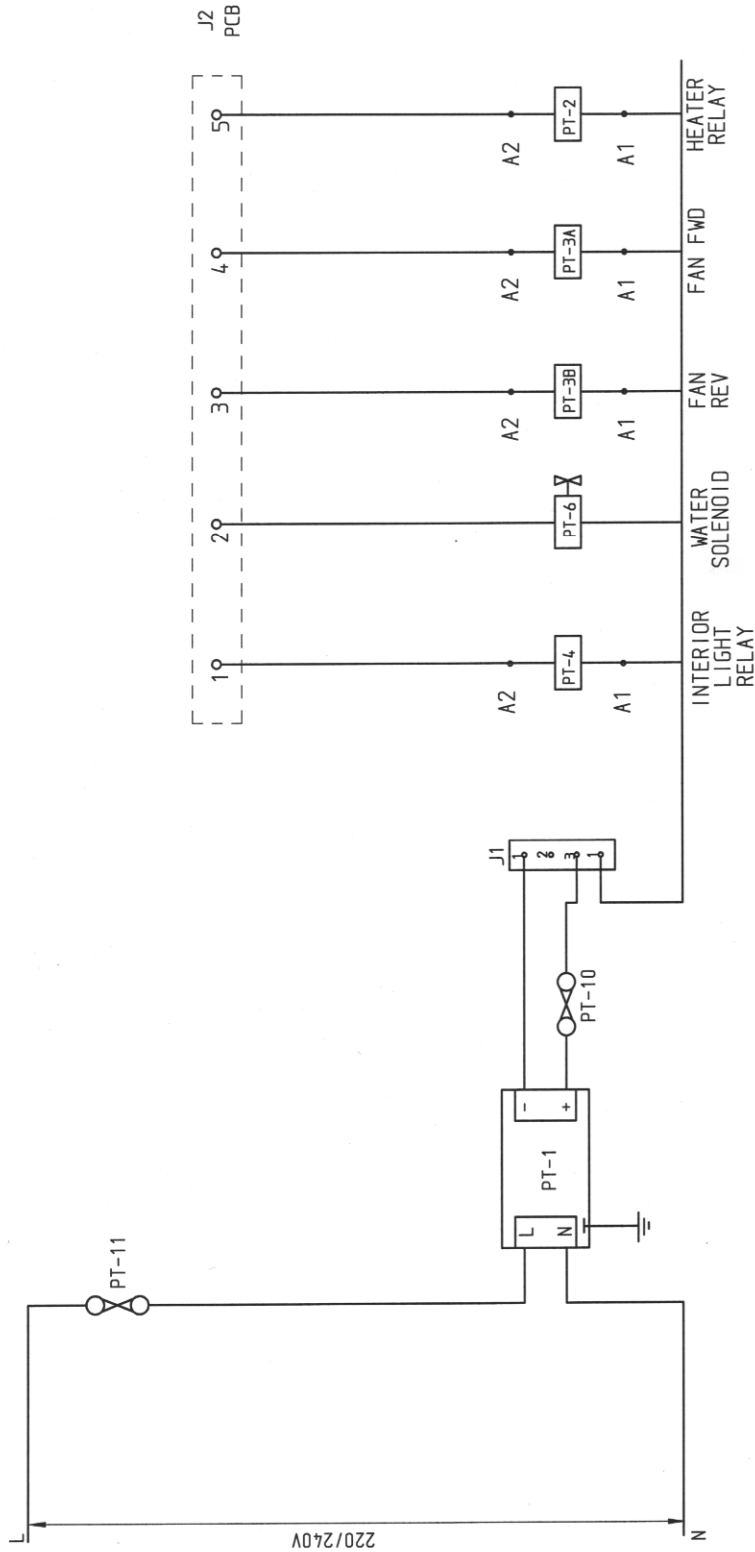 L
220/240V
N
PT-11
L
N
PT-1
-
+
PT-10
J1
1
2
3
1
J2
PCB
1
2
3
4
5
A2
PT-4
A1
INTERIOR
LIGHT
RELAY
PT-6
WATER
SOLENOID
A2
PT-3B
A1
FAN
REV
A2
PT-3A
A1
FAN FWD
A2
PT-2
A1
HEATER
RELAY